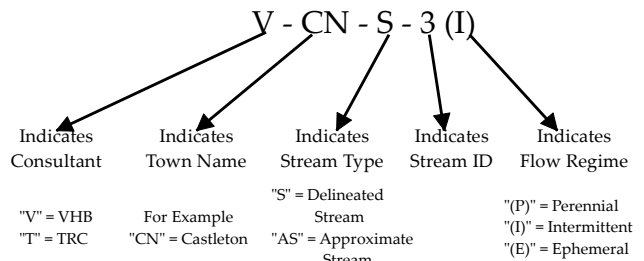 V - CN - S - 3 (I)
Indicates Consultant
"V" = VHB
"T" = TRC
Indicates Town Name
For Example
"CN" = Castleton
Indicates Stream Type
"S" = Delineated
Stream
"AS" = Approximate
Stream
Indicates Stream ID
Indicates Flow Regime
"(P)" = Perennial
"(I)" = Intermittent
"(E)" = Ephemeral